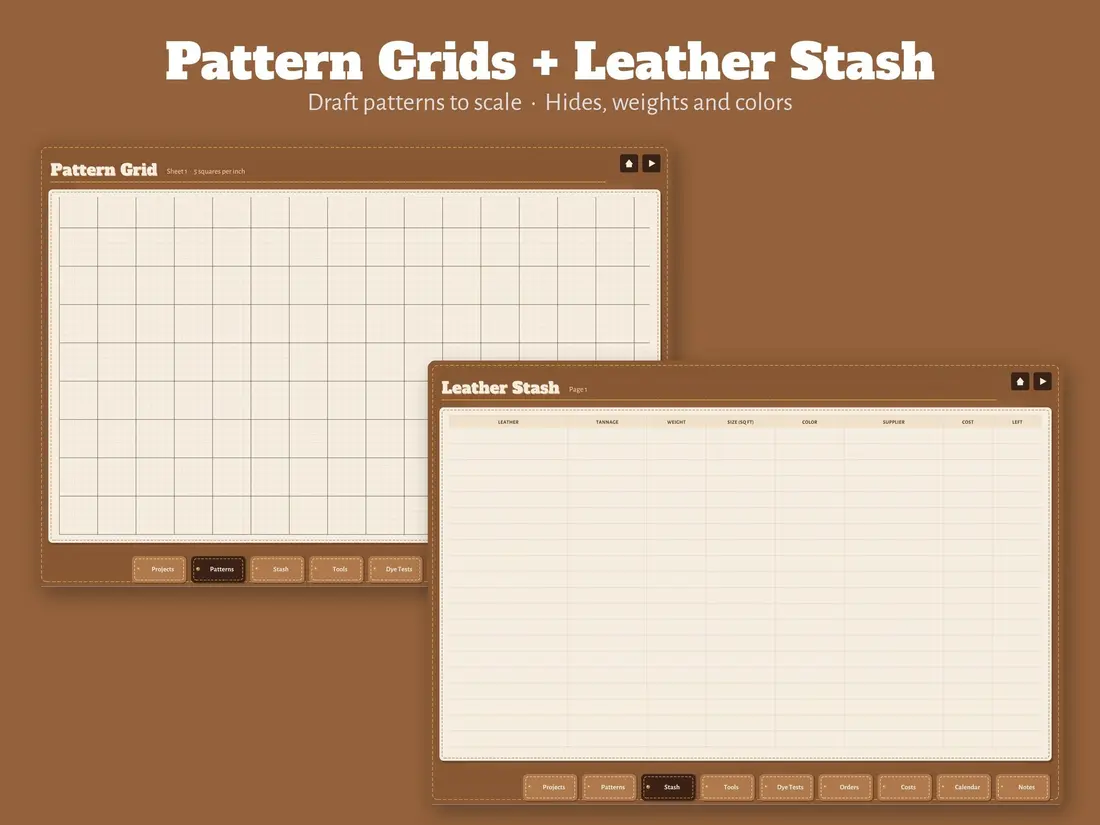 Pattern Grids + Leather Stash
Draft patterns to scale · Hides, weights and colors
Pattern Grid Sheet 1 5 squares per inch
Projects Patterns Stash Tools Dye Tests
Leather Stash Page 1
LEATHER TANNAGE WEIGHT SIZE (SQ FT) COLOR SUPPLIER COST LEFT
Projects Patterns Stash Tools Dye Tests Orders Costs Calendar Notes